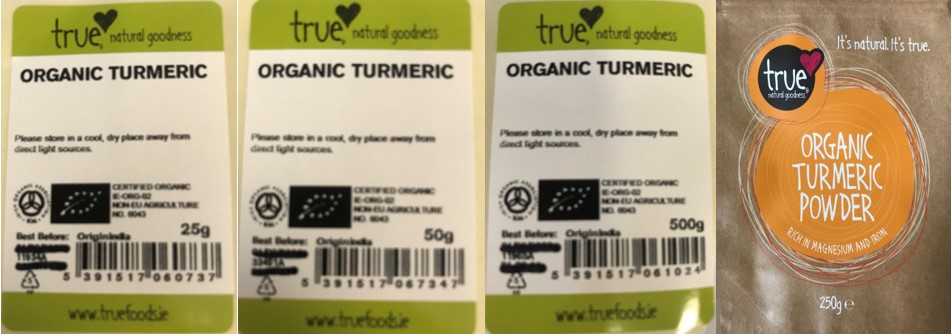 true
natural goodness
ORGANIC TURMERIC
Please store in a cool, dry place away from
direct light sources.
CERTIFIED ORGANIC
IE-ORG-02
NON-EU AGRICULTURE
NO. 6043
25g
Best Before: Origin:India
5 391517 060737
www.truefoods.ie
true
natural goodness
ORGANIC TURMERIC
Please store in a cool, dry place away from
direct light sources.
CERTIFIED ORGANIC
IE-ORG-02
NON-EU AGRICULTURE
NO. 6043
50g
Best Before: Origin:India
5 391517 067347
www.truefoods.ie
true
natural goodness
ORGANIC TURMERIC
Please store in a cool, dry place away from
direct light sources.
CERTIFIED ORGANIC
IE-ORG-02
NON-EU AGRICULTURE
NO. 6043
500g
Best Before: Origin:India
5 391517 061024
www.truefoods.ie
It's natural. It's true.
true
natural goodness
ORGANIC
TURMERIC
POWDER
RICH IN MAGNESIUM AND IRON
250g e